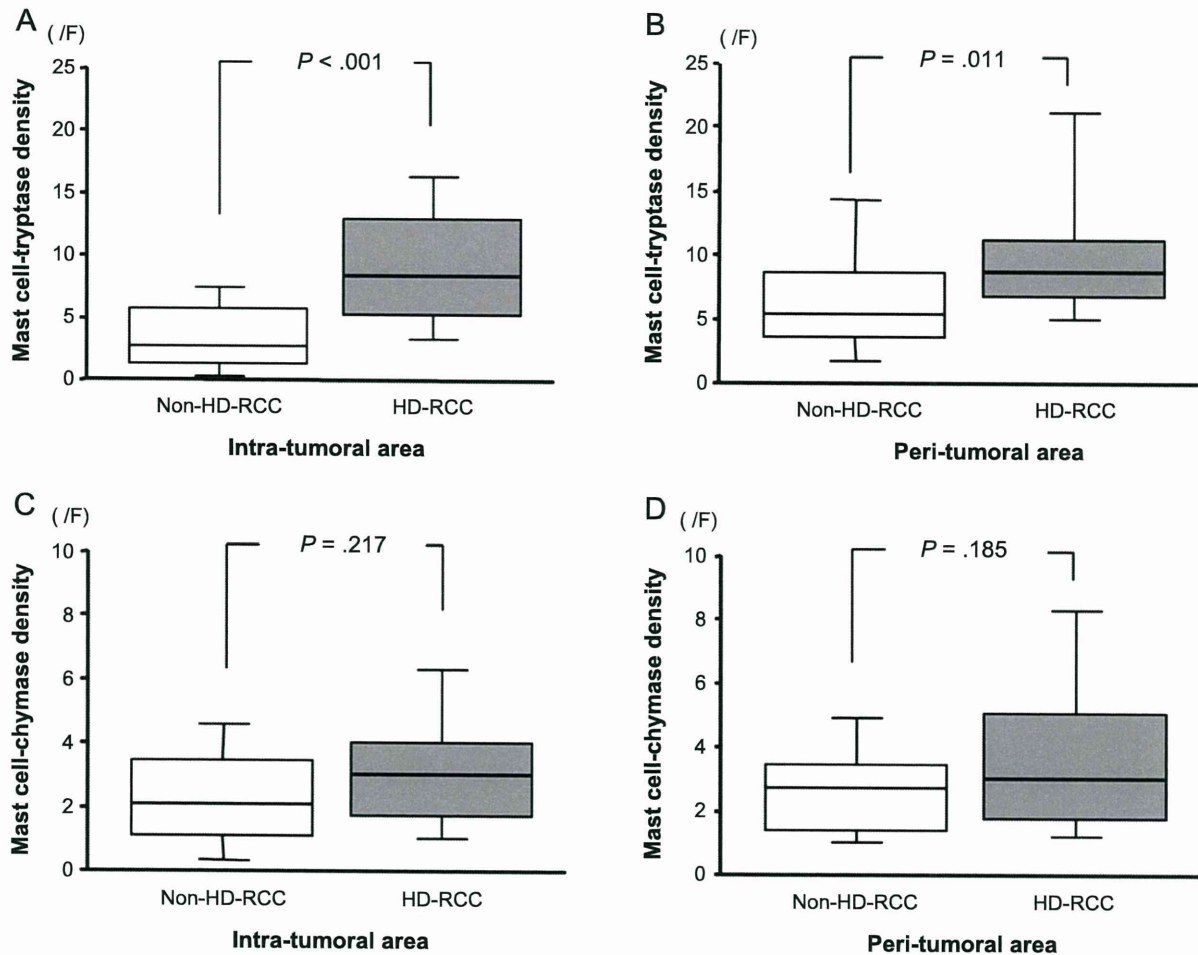 A
( /F)
P < .001
25
20
15
10
5
0
Mast cell-tryptase density
Non-HD-RCC
HD-RCC
Intra-tumoral area
B
( /F)
P = .011
25
20
15
10
5
0
Mast cell-tryptase density
Non-HD-RCC
HD-RCC
Peri-tumoral area
C
( /F)
P = .217
10
8
6
4
2
0
Mast cell-chymase density
Non-HD-RCC
HD-RCC
Intra-tumoral area
D
( /F)
P = .185
10
8
6
4
2
0
Mast cell-chymase density
Non-HD-RCC
HD-RCC
Peri-tumoral area